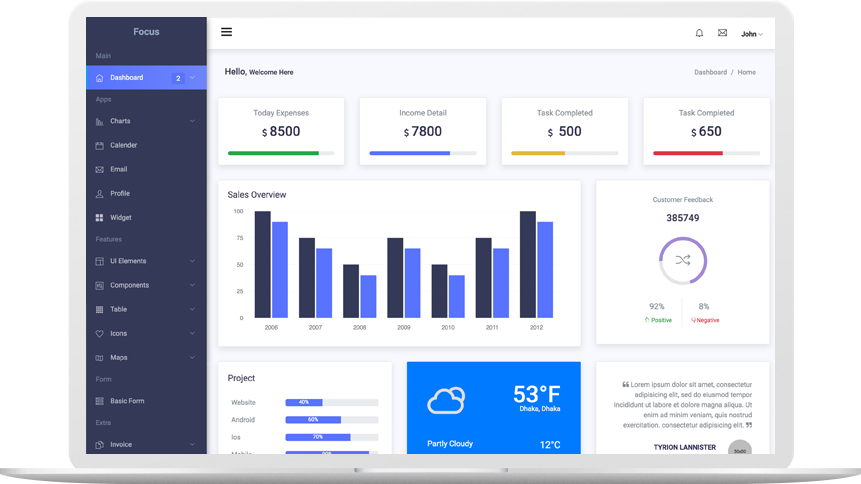 Focus
Main
Dashboard 2
Apps
Charts
Calender
Email
Profile
Widget
Features
UI Elements
Components
Table
Icons
Maps
Form
Basic Form
Extra
Invoice
John
Hello, Welcome Here
Dashboard / Home
Today Expenses
$ 8500
Income Detail
$ 7800
Task Completed
$ 500
Task Completed
$ 650
Sales Overview
100
75
50
25
0
2006 2007 2008 2009 2010 2011 2012
Customer Feedback
385749
92%
Positive
8%
Negative
Project
Website 40%
Android 60%
Ios 70%
53°F
Dhaka, Dhaka
Partly Cloudy 12°C
Lorem ipsum dolor sit amet, consectetur
adipisicing elit, sed do eiusmod tempor
incididunt ut labore et dolore magna aliqua. Ut
enim ad minim veniam, quis nostrud
exercitation. consectetur adipisicing elit.
TYRION LANNISTER